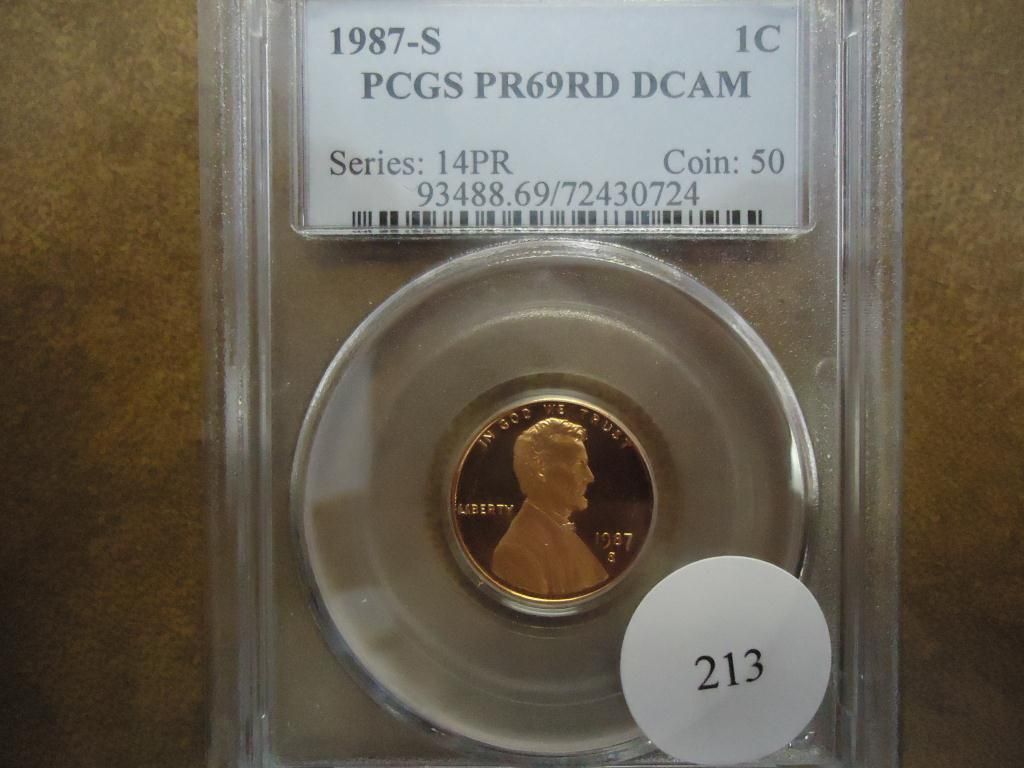 1987-S 1C
PCGS PR69RD DCAM
Series: 14PR Coin: 50
93488.69/72430724
IN GOD WE TRUST
LIBERTY
1987
S
213